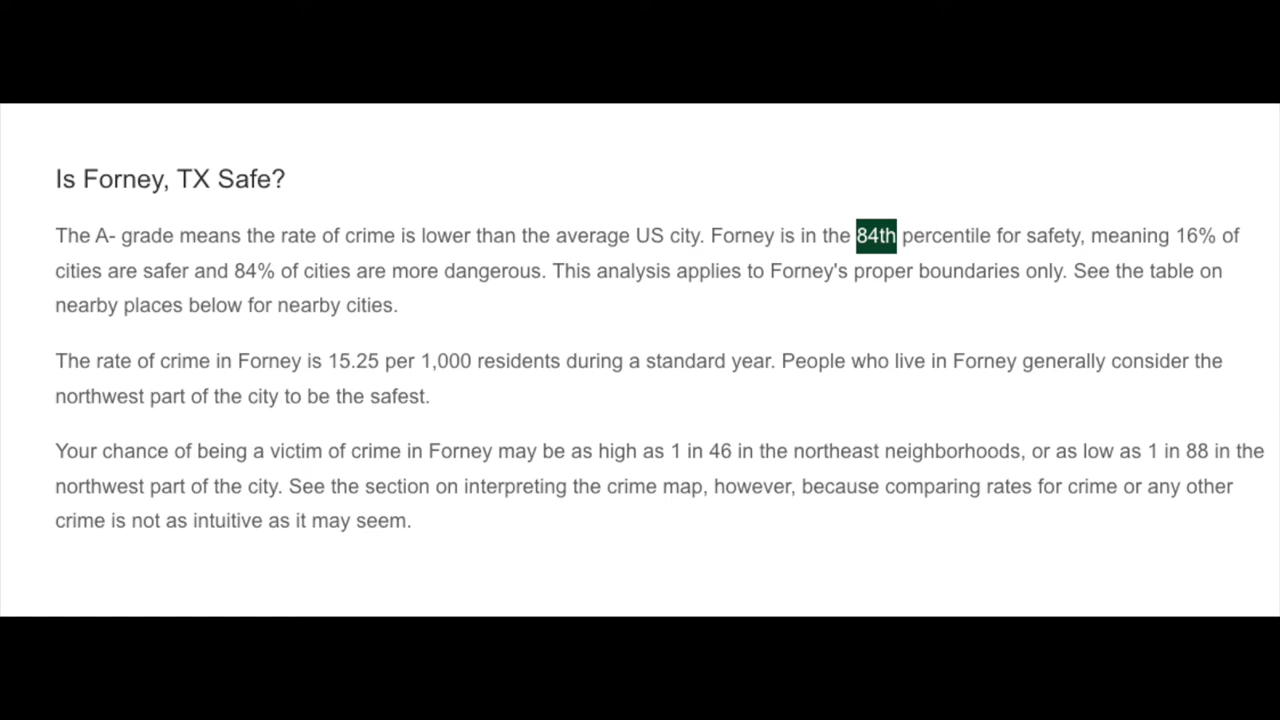 Is Forney, TX Safe?
The A- grade means the rate of crime is lower than the average US city. Forney is in the 84th percentile for safety, meaning 16% of
cities are safer and 84% of cities are more dangerous. This analysis applies to Forney's proper boundaries only. See the table on
nearby places below for nearby cities.
The rate of crime in Forney is 15.25 per 1,000 residents during a standard year. People who live in Forney generally consider the
northwest part of the city to be the safest.
Your chance of being a victim of crime in Forney may be as high as 1 in 46 in the northeast neighborhoods, or as low as 1 in 88 in the
northwest part of the city. See the section on interpreting the crime map, however, because comparing rates for crime or any other
crime is not as intuitive as it may seem.